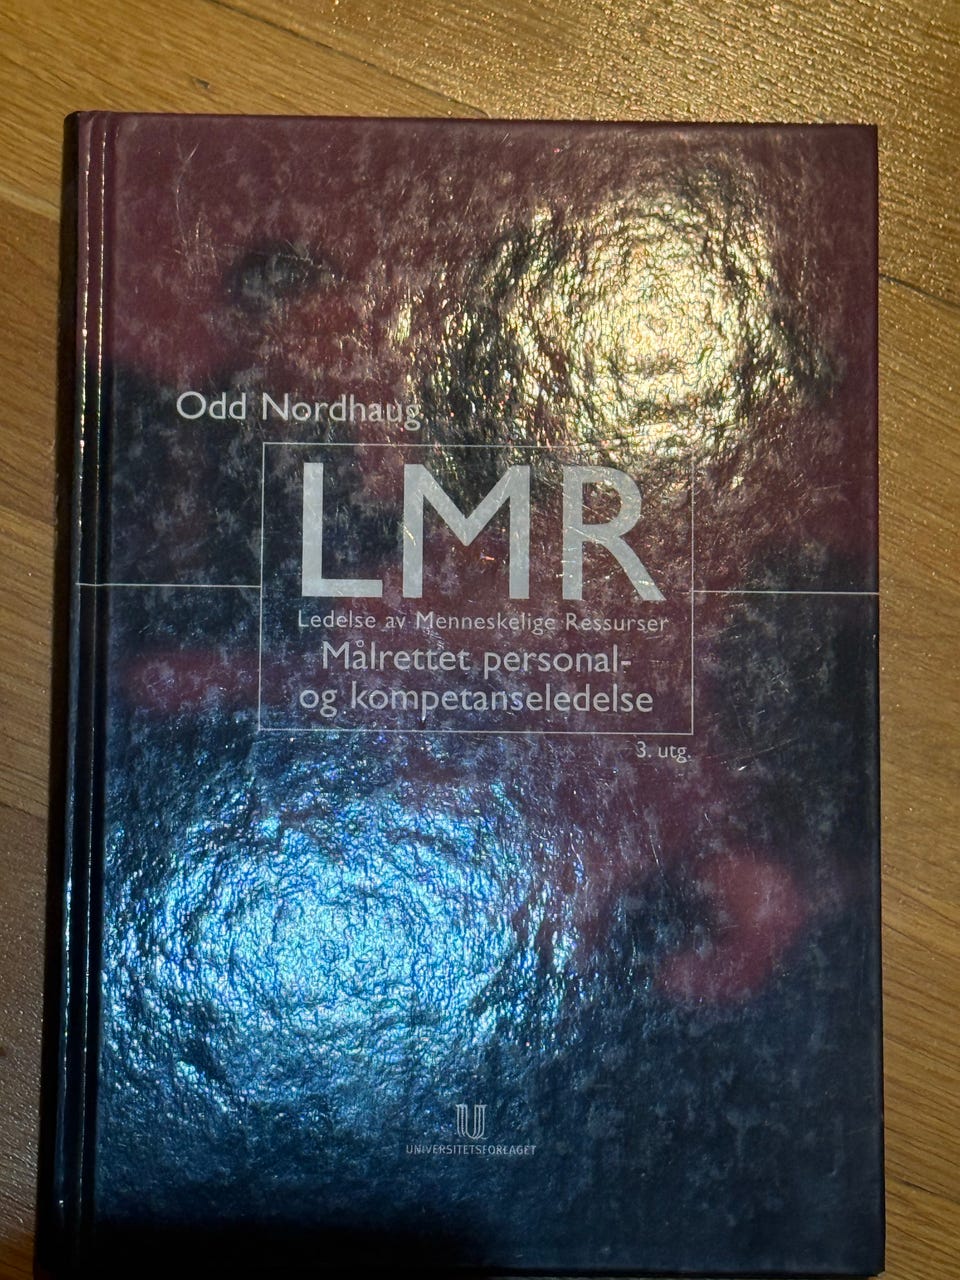 Odd Nordhaug
LMR
Ledelse av Menneskelige Ressurser
Målrettet personal-
og kompetanseledelse
3. utg.
U
UNIVERSITETSFORLAGET